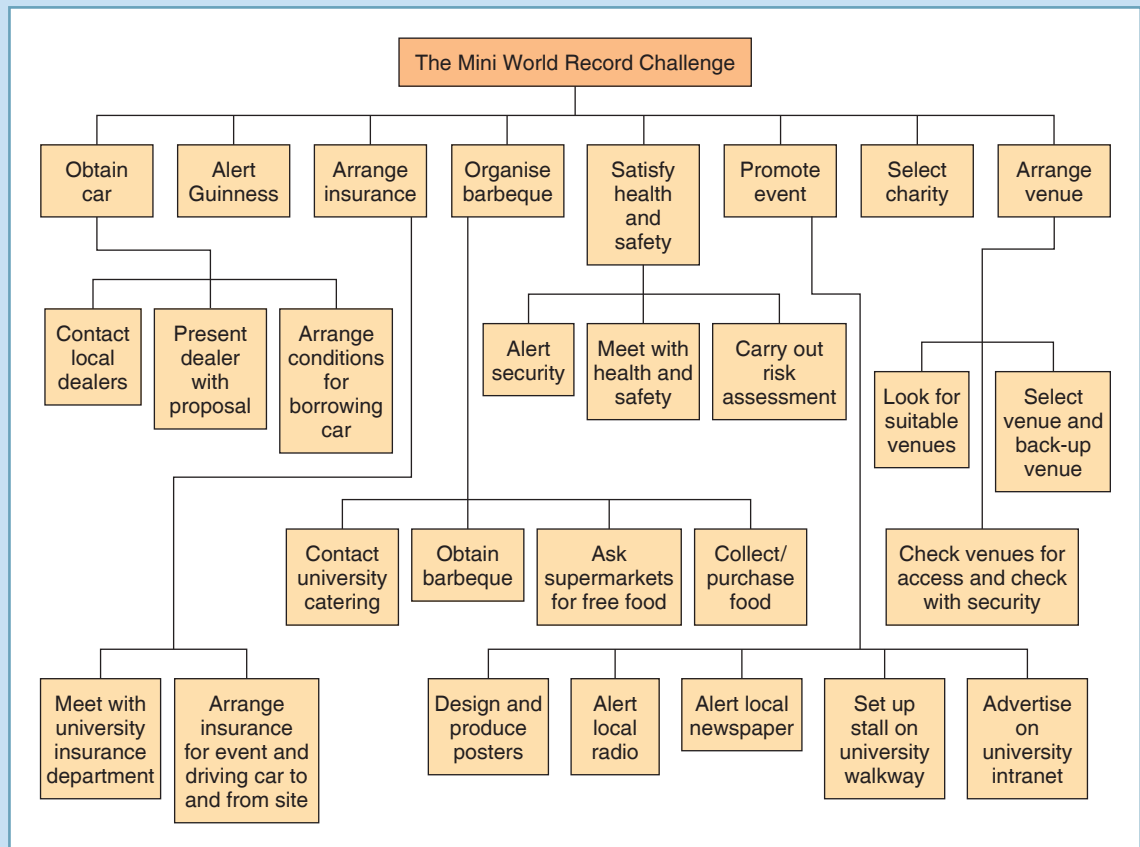 The Mini World Record Challenge
Obtain
car
Alert
Guinness
Arrange
insurance
Organise
barbeque
Satisfy
health
and
safety
Promote
event
Select
charity
Arrange
venue
Contact
local
dealers
Present
dealer
with
proposal
Arrange
conditions
for
borrowing
car
Alert
security
Meet with
health and
safety
Carry out
risk
assessment
Look for
suitable
venues
Select
venue and
back-up
venue
Contact
university
catering
Obtain
barbeque
Ask
supermarkets
for free food
Collect/
purchase
food
Check venues for
access and check
with security
Meet with
university
insurance
department
Arrange
insurance
for event and
driving car to
and from site
Design and
produce
posters
Alert
local
radio
Alert local
newspaper
Set up
stall on
university
walkway
Advertise
on
university
intranet